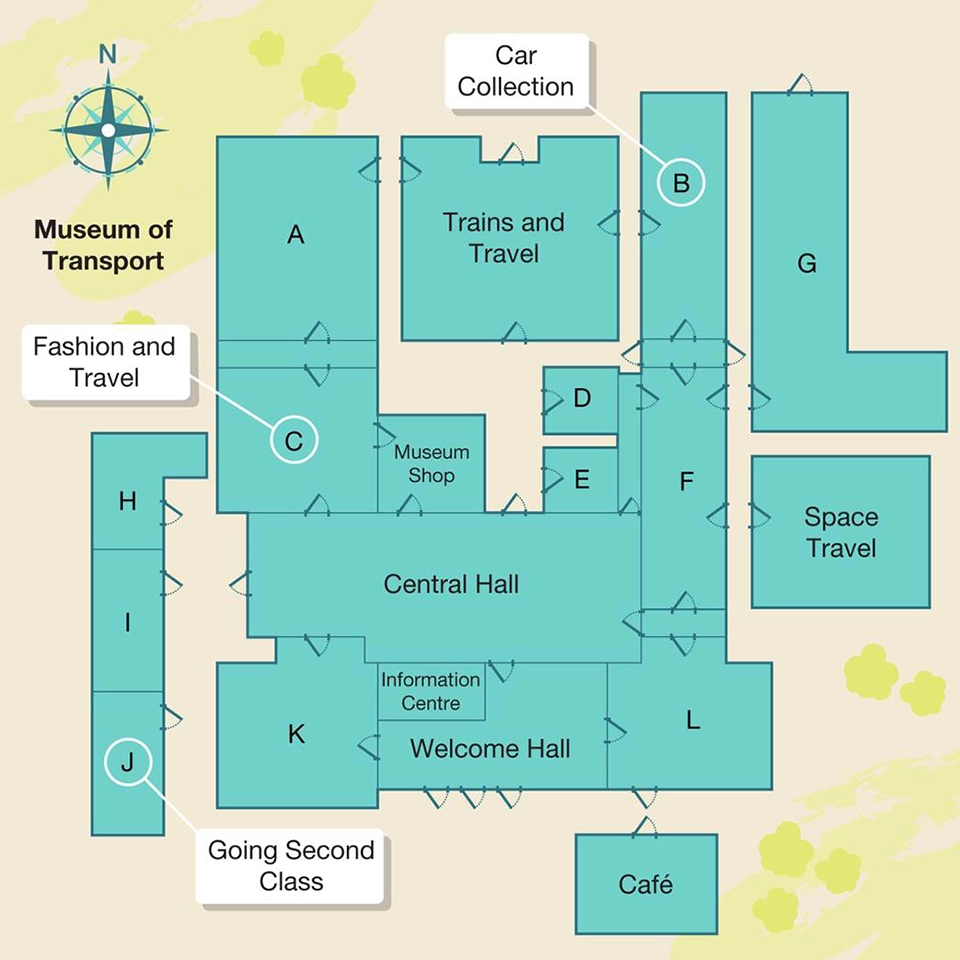 N
Museum of
Transport
Car
Collection
A
Trains and
Travel
B
G
Fashion and
Travel
C
Museum
Shop
D
E
F
Space
Travel
H
I
J
Central Hall
Information
Centre
K
Welcome Hall
L
Going Second
Class
Café